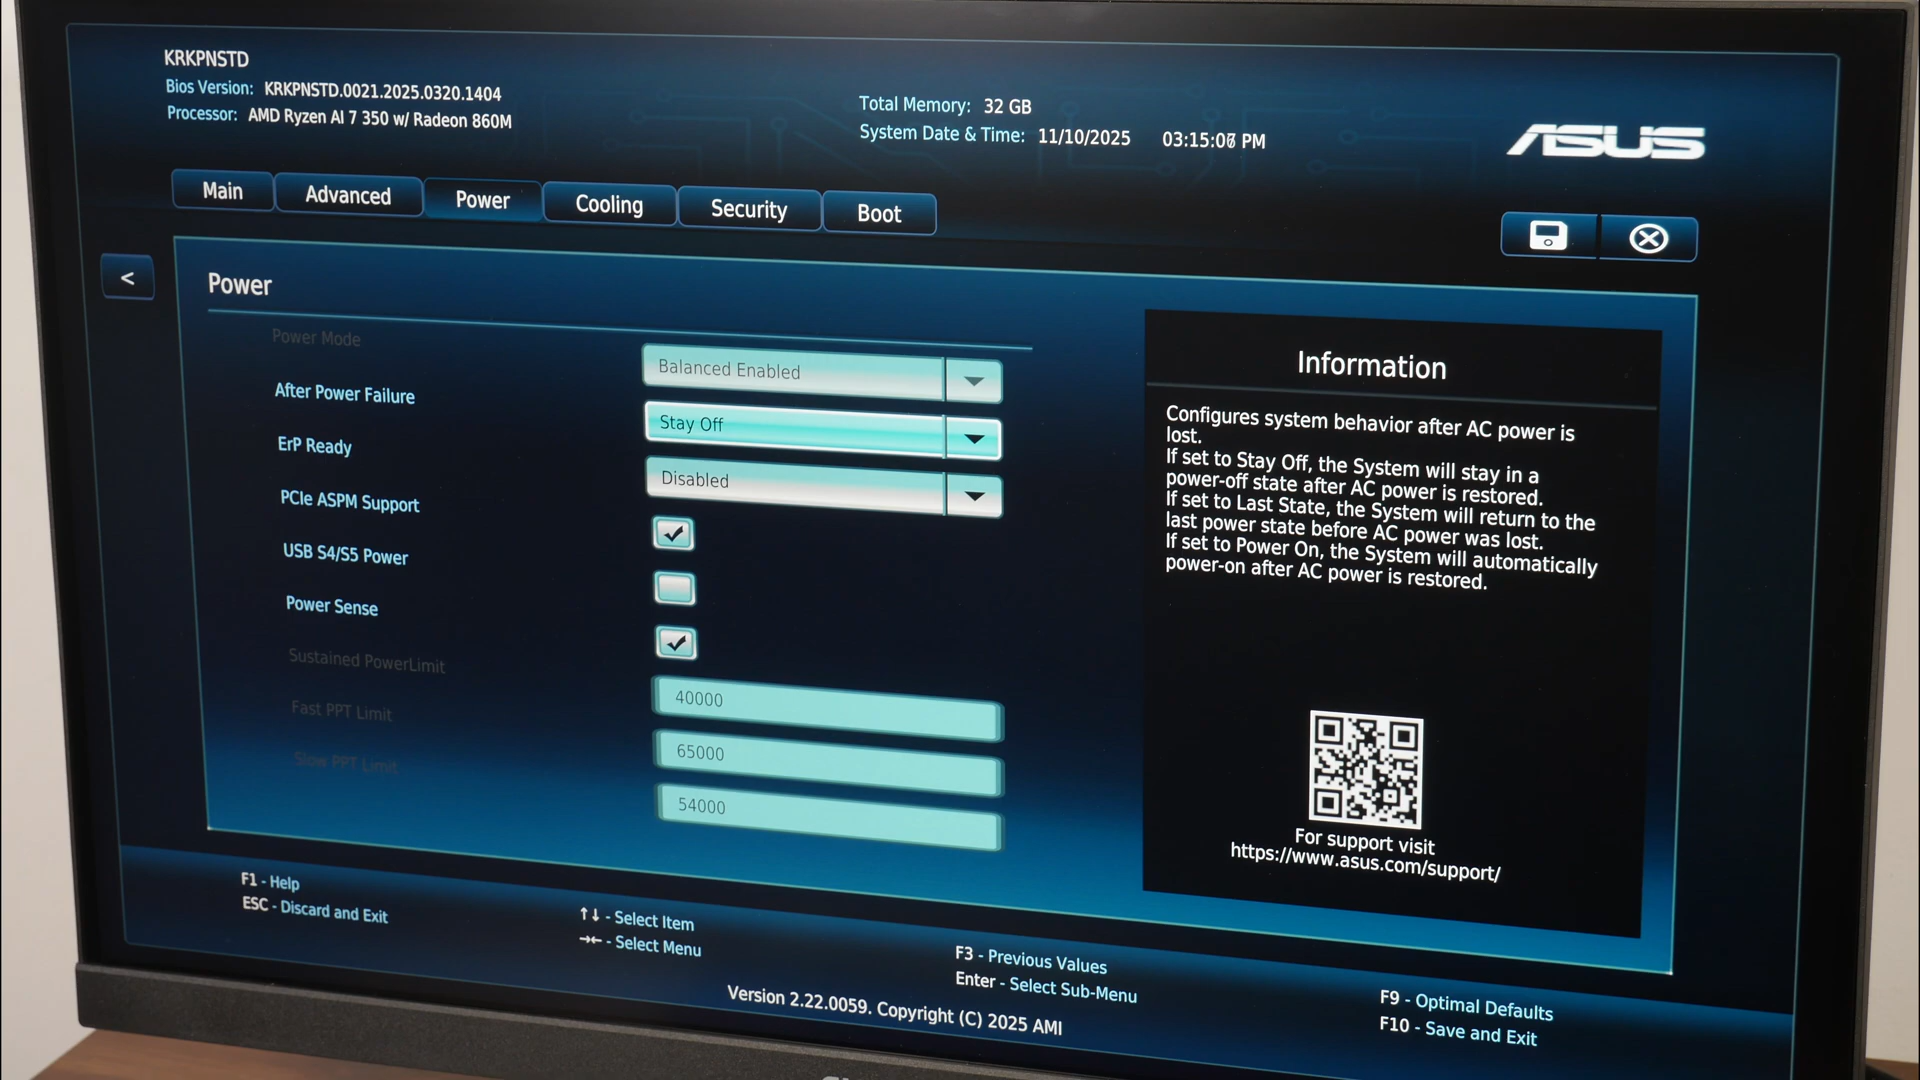 KRKPNSTD
Bios Version: KRKPNSTD.0021.2025.0320.1404
Processor: AMD Ryzen AI 7 350 w/ Radeon 860M
Total Memory: 32 GB
System Date & Time: 11/10/2025 03:15:06 PM
ASUS
Main
Advanced
Power
Cooling
Security
Boot
<
Power
Power Mode
Balanced Enabled
After Power Failure
Stay Off
ErP Ready
Disabled
PCIe ASPM Support
USB S4/S5 Power
Power Sense
Sustained PowerLimit
40000
Fast PPT Limit
65000
Slow PPT Limit
54000
Information
Configures system behavior after AC power is
lost.
If set to Stay Off, the System will stay in a
power-off state after AC power is restored.
If set to Last State, the System will return to the
last power state before AC power was lost.
If set to Power On, the System will automatically
power-on after AC power is restored.
For support visit
https://www.asus.com/support/
F1 - Help
ESC - Discard and Exit
↑↓ - Select Item
→← - Select Menu
F3 - Previous Values
Enter - Select Sub-Menu
F9 - Optimal Defaults
F10 - Save and Exit
Version 2.22.0059. Copyright (C) 2025 AMI